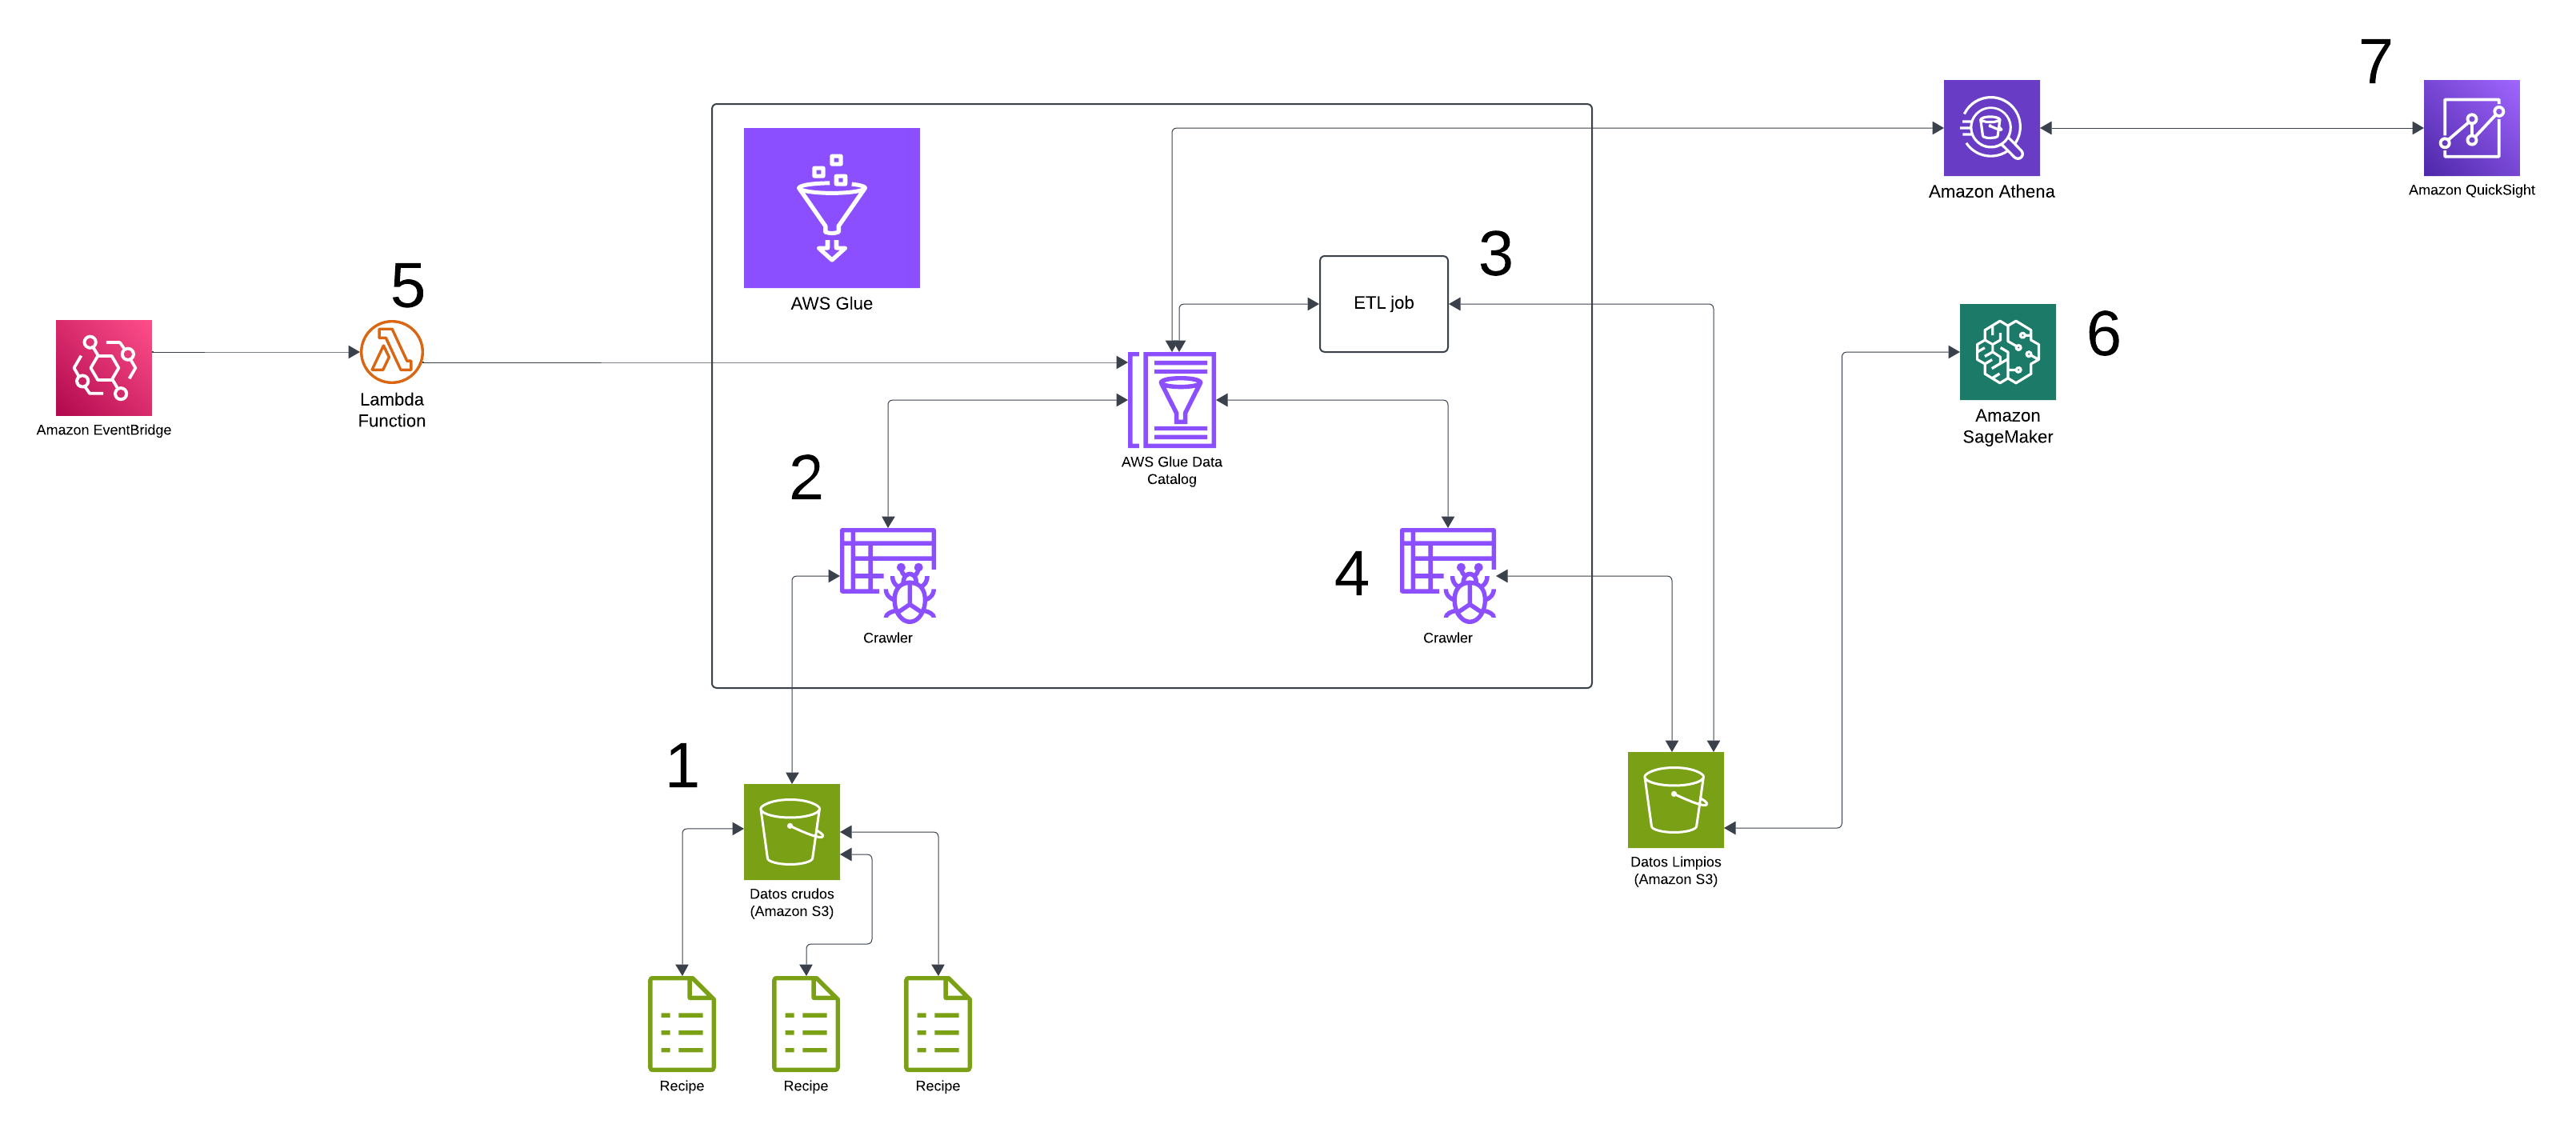 7
Amazon Athena
Amazon QuickSight
3
AWS Glue
ETL job
5
6
Amazon EventBridge
Lambda
Function
Amazon
SageMaker
2
AWS Glue Data
Catalog
4
Crawler
Crawler
1
Datos crudos
(Amazon S3)
Datos Limpios
(Amazon S3)
Recipe
Recipe
Recipe